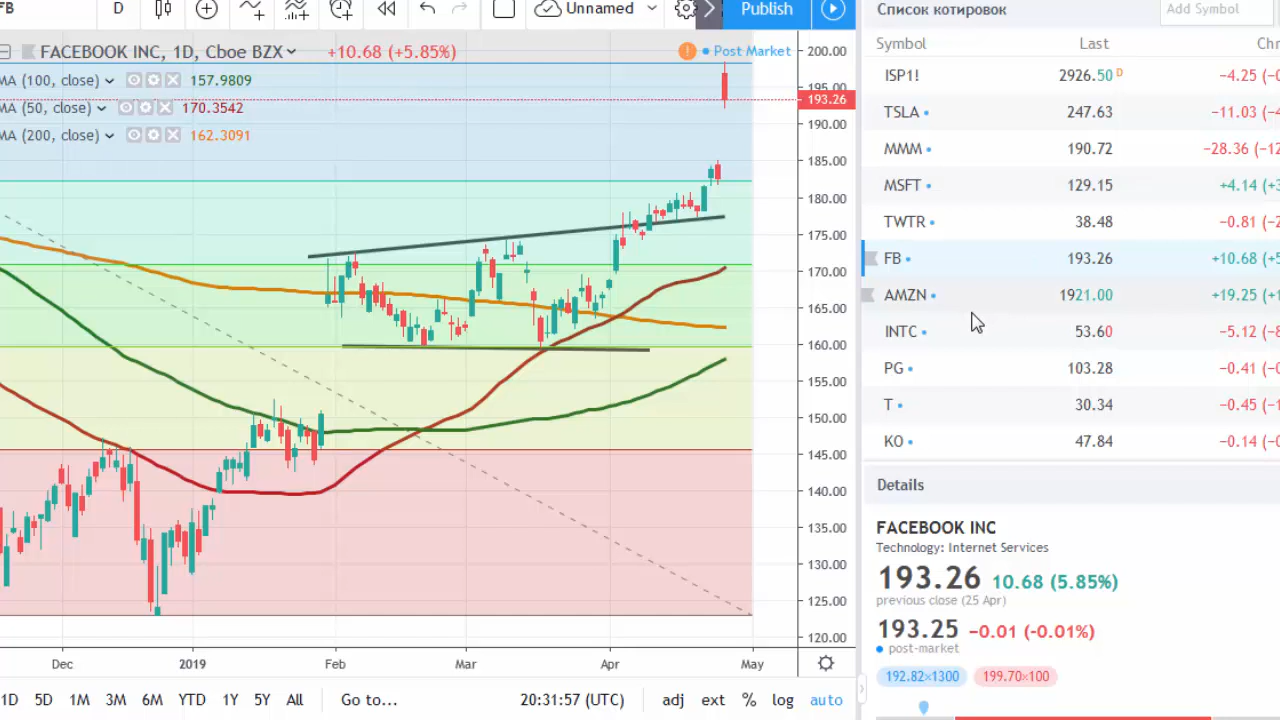 FB
D
Unnamed
Publish
FACEBOOK INC, 1D, Cboe BZX
+10.68 (+5.85%)
Post Market
MA (100, close)
157.9809
MA (50, close)
170.3542
MA (200, close)
162.3091
200.00
195.00
193.26
190.00
185.00
180.00
175.00
170.00
165.00
160.00
155.00
150.00
145.00
140.00
135.00
130.00
125.00
120.00
Dec
2019
Feb
Mar
Apr
May
1D
5D
1M
3M
6M
YTD
1Y
5Y
All
Go to...
20:31:57 (UTC)
adj
ext
%
log
auto
Список котировок
Add Symbol
Symbol Last
ISP1! 2926.50 D −4.25
TSLA 247.63 −11.03
MMM 190.72 −28.36
MSFT 129.15 +4.14
TWTR 38.48 −0.81
FB 193.26 +10.68
AMZN 1921.00 +19.25
INTC 53.60 −5.12
PG 103.28 −0.41
T 30.34 −0.45
KO 47.84 −0.14
Details
FACEBOOK INC
Technology: Internet Services
193.26 10.68 (5.85%)
previous close (25 Apr)
193.25 −0.01 (-0.01%)
post-market
192.82×1300 199.70×100